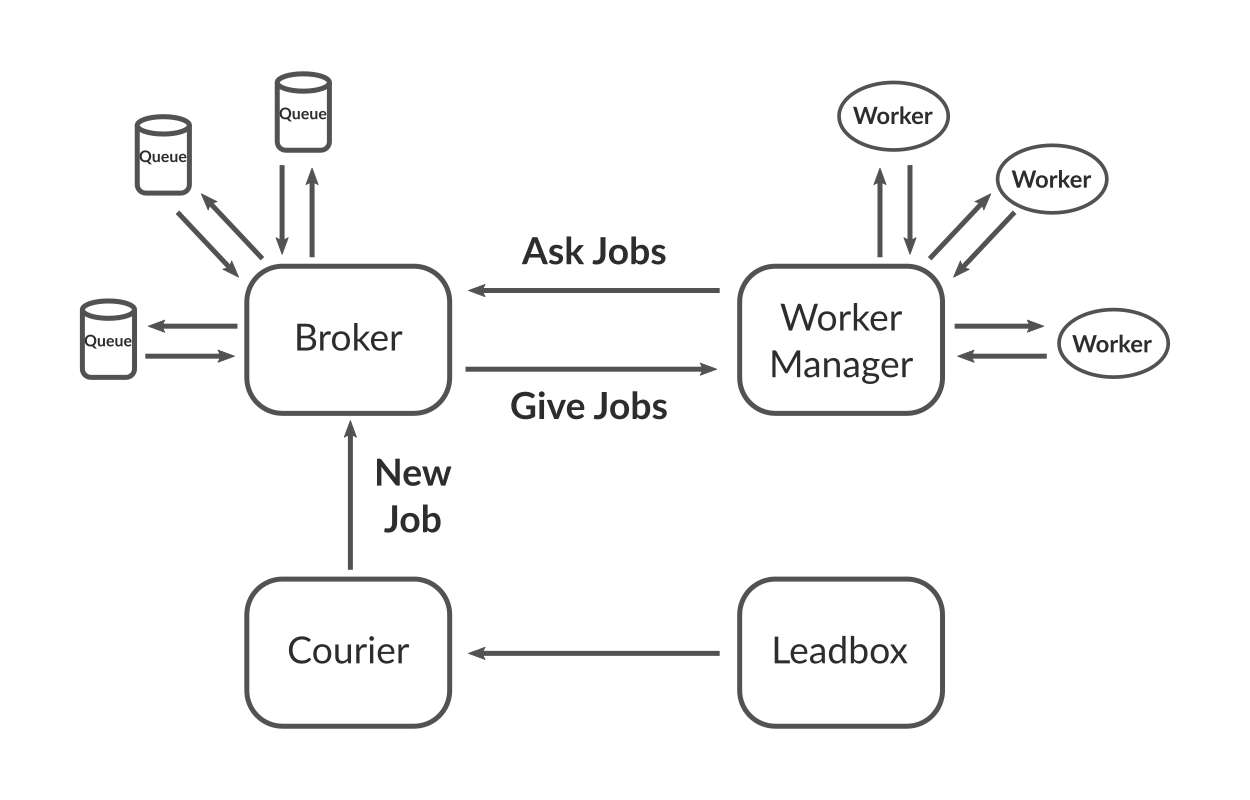 Queue
Worker
Queue
Worker
Ask Jobs
Broker
Worker
Manager
Queue
Worker
Give Jobs
New
Job
Courier
Leadbox